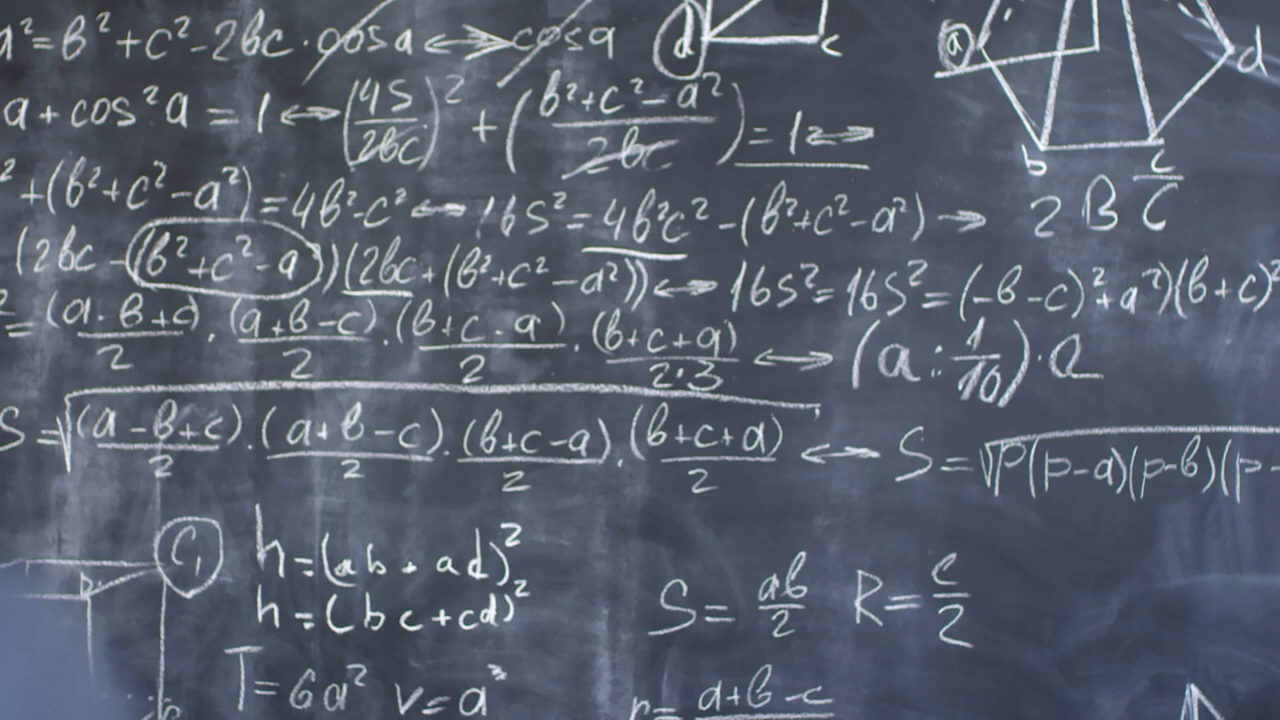 a²=b²+c²-2bc·cosa ⟷ cosa
d c
a d
b c
a+cos²a=1 ⟷ (4S/2bc)² + (b²+c²-a²/2bc)=1 ⟷
²+(b²+c²-a²)=4b²-c² ⟷ 16S²=4b²c²-(b²+c²-a²) → 2BC
(2bc-(b²+c²-a))(2bc+(b²+c²-a²)) ⟷ 16S²=16S²=(-b-c)²+a²)(b+c)²
²=(a·b+c)/2·(a+b-c)/2·(b+c-a)/2·(b+c+a)/2·3 ⟷ (a:1/10)·a
S=√(a-b+c)/2·(a+b-c)/2·(b+c-a)/2·(b+c+a)/2 ⟷ S=√p(p-a)(p-b)(p-
C₁
h=(ab+ad)²
h=(bc+cd)²
S=ab/2 R=c/2
T=6a² v=a³
r=a+b-c